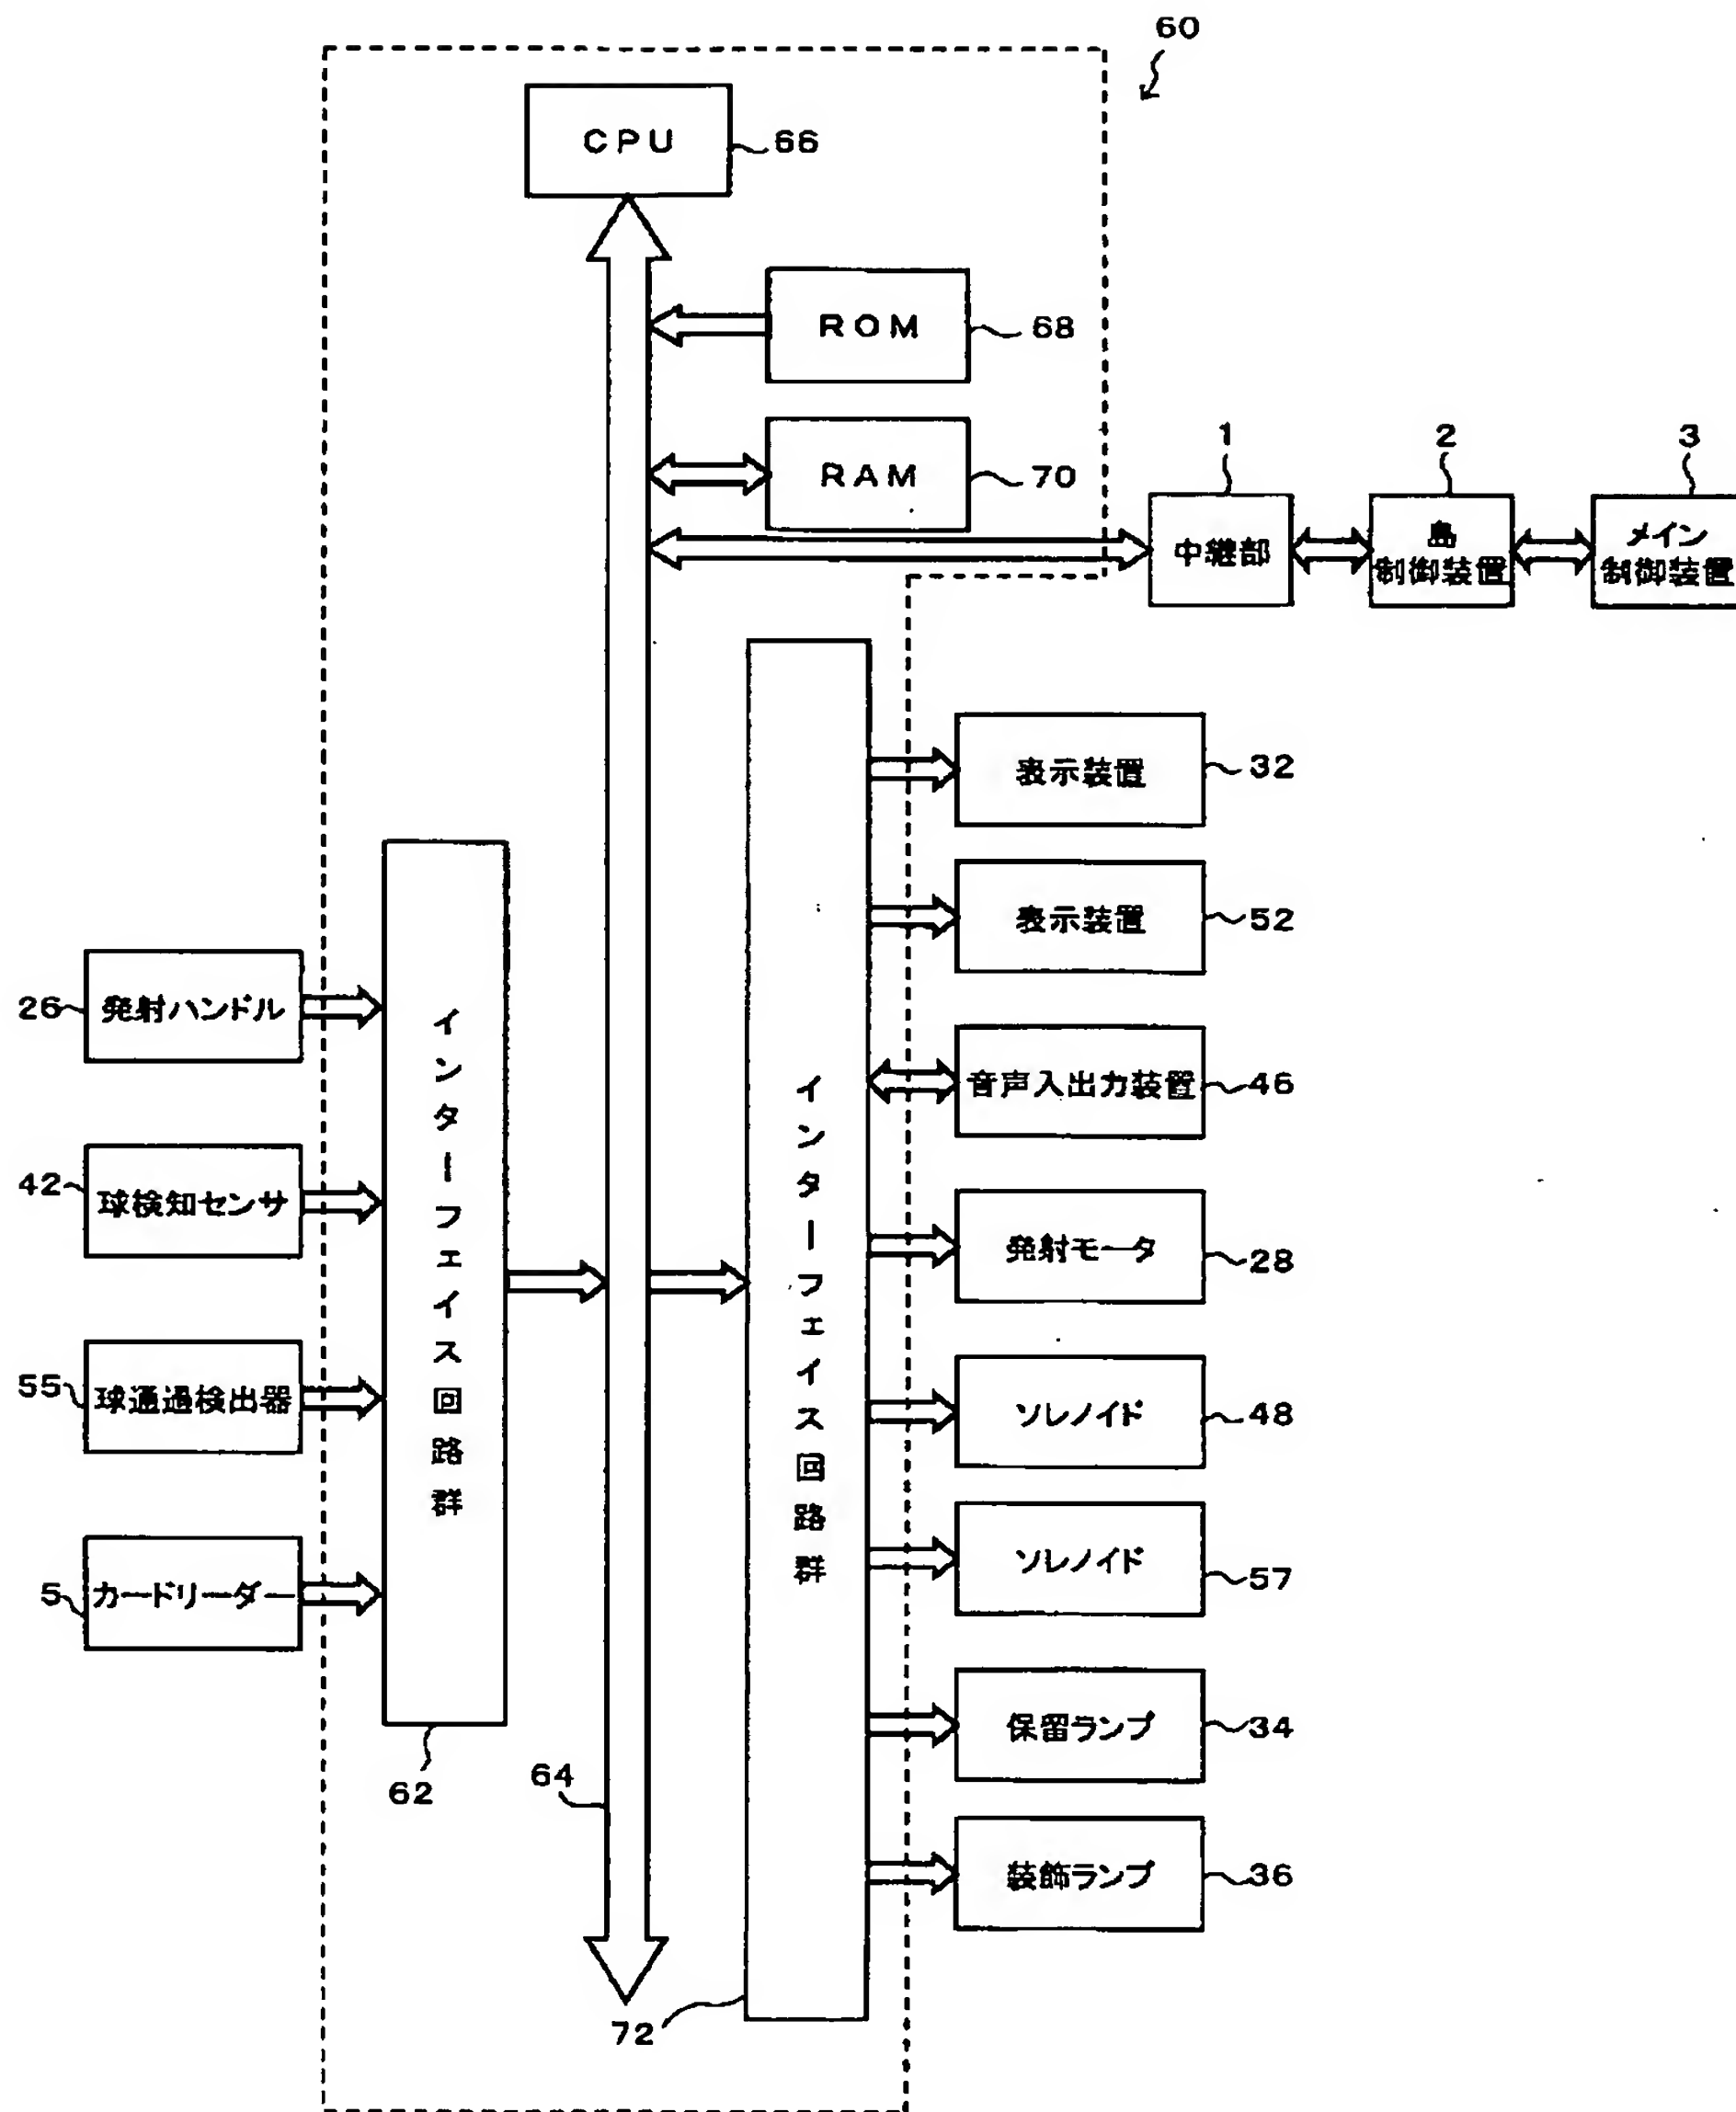 60
CPU
66
ROM
68
RAM
70
1
2
3
中継部
島
制御装置
メイン
制御装置
表示装置
32
表示装置
52
26
発射ハンドル
音声入出力装置
46
42
球検知センサ
発射モータ
28
55
球通過検出器
ソレノイド
48
5
カードリーダー
ソレノイド
57
インターフェイス回路群
インターフェイス回路群
保留ランプ
34
62
64
装飾ランプ
36
72